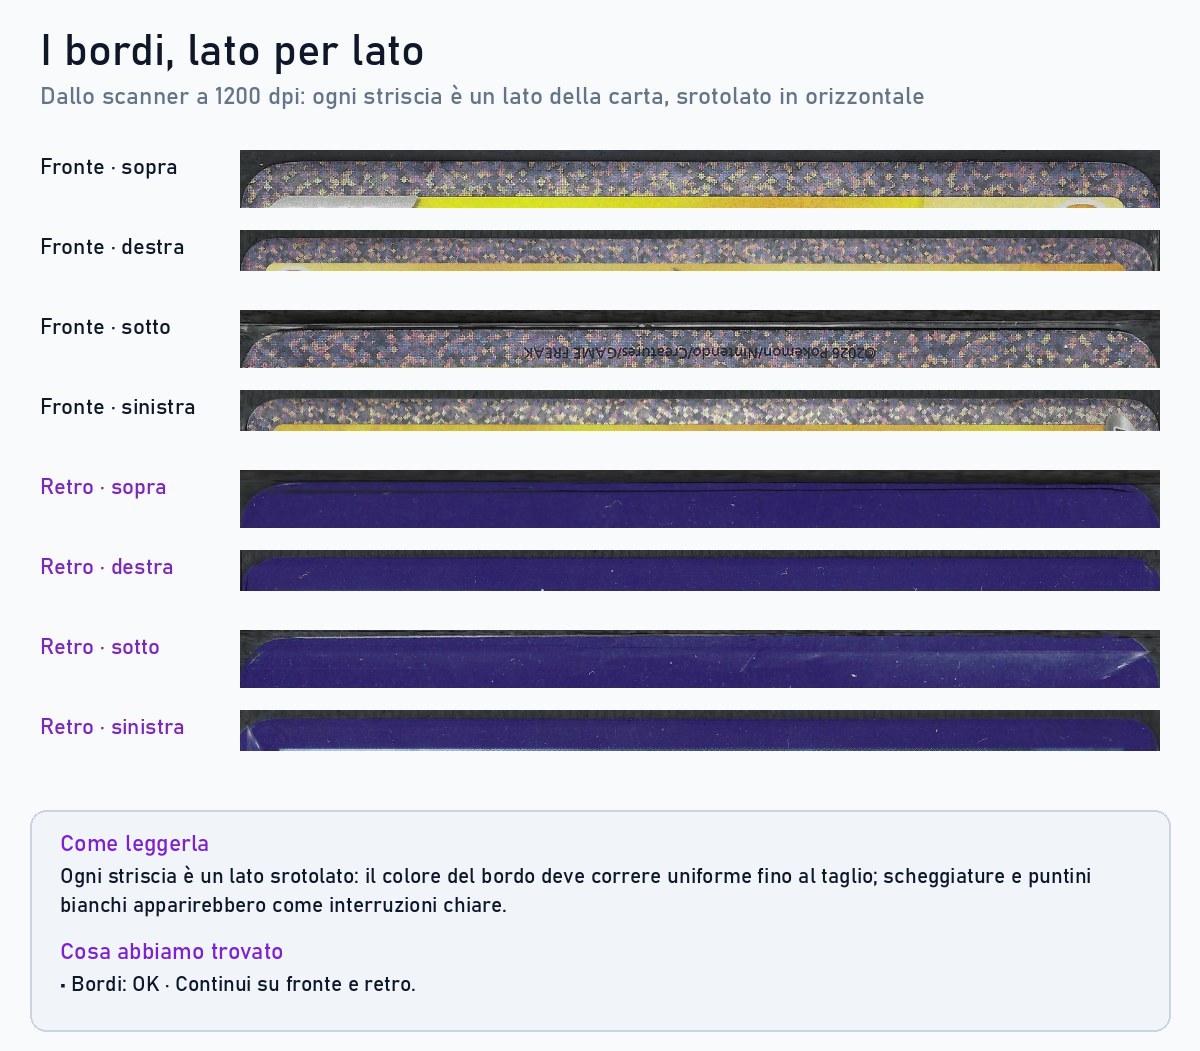 I bordi, lato per lato
Dallo scanner a 1200 dpi: ogni striscia è un lato della carta, srotolato in orizzontale
Fronte · sopra
Fronte · destra
Fronte · sotto
©2026 Pokémon/Nintendo/Creatures/GAME FREAK
Fronte · sinistra
Retro · sopra
Retro · destra
Retro · sotto
Retro · sinistra
Come leggerla
Ogni striscia è un lato srotolato: il colore del bordo deve correre uniforme fino al taglio; scheggiature e puntini
bianchi apparirebbero come interruzioni chiare.
Cosa abbiamo trovato
▪ Bordi: OK · Continui su fronte e retro.